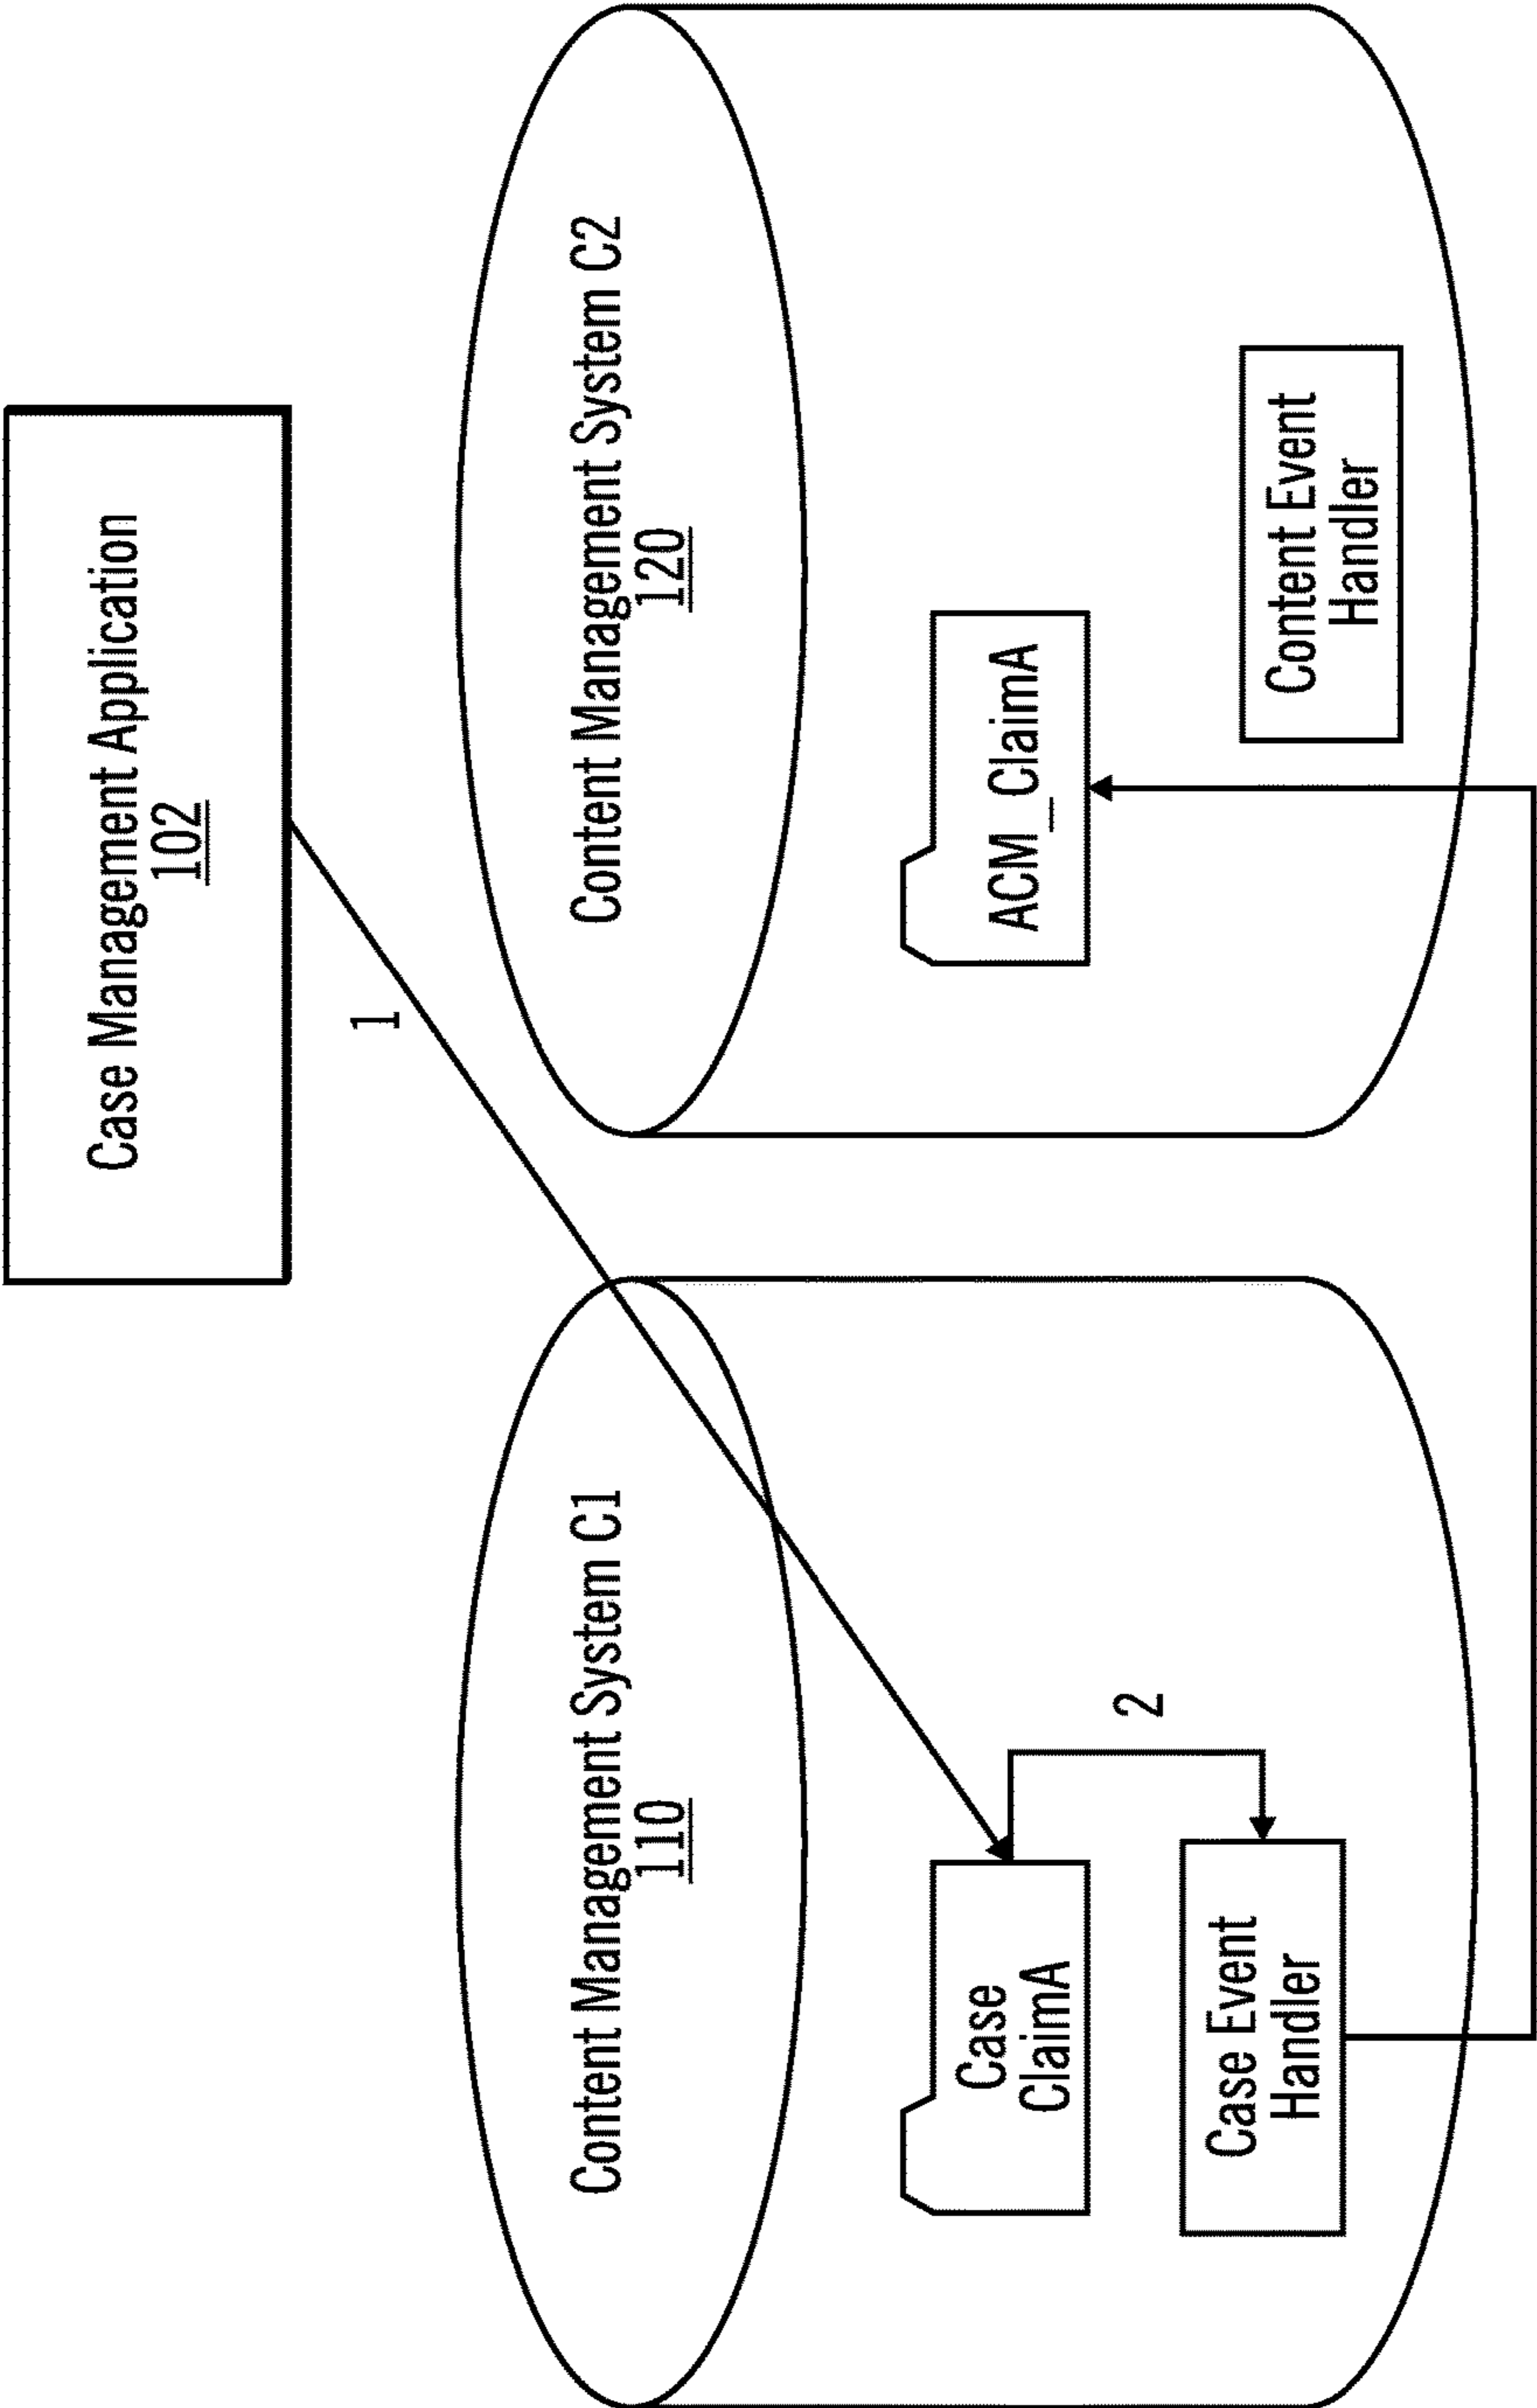 Case Management Application
102
1
Content Management System C1
110
Content Management System C2
120
Case
ClaimA
2
ACM_ClaimA
Case Event
Handler
Content Event
Handler